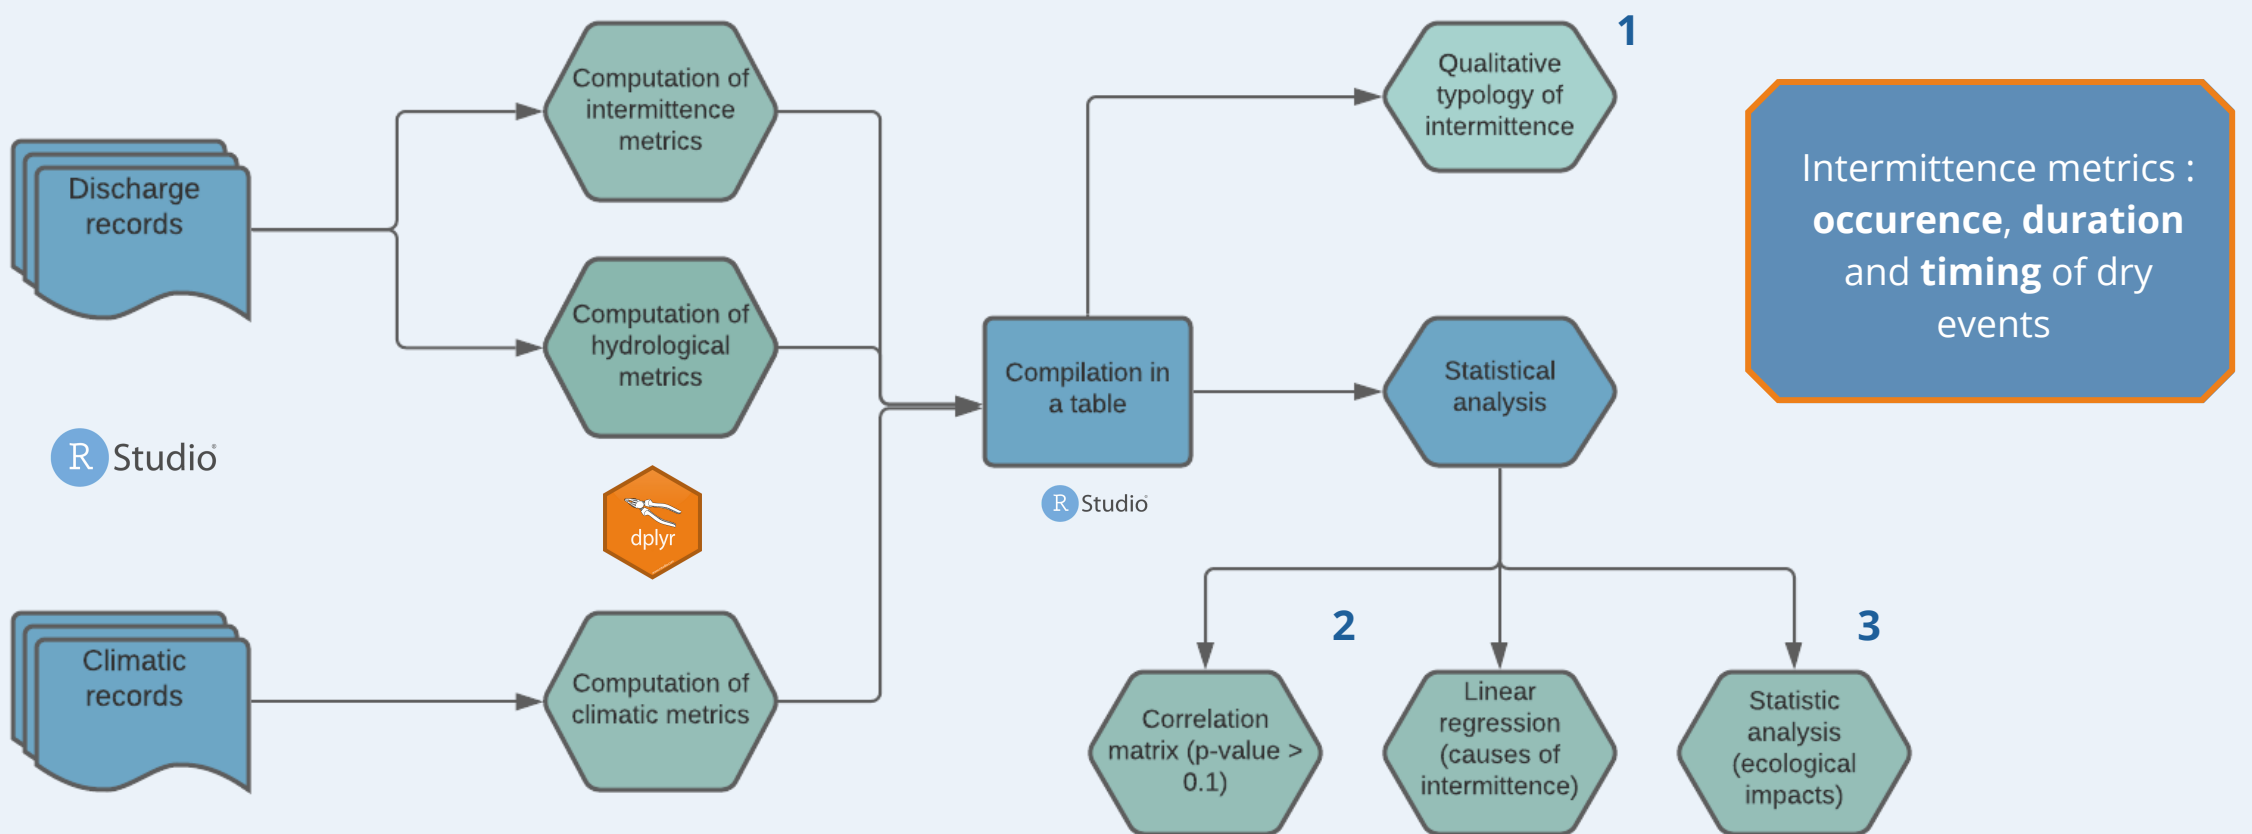 Discharge
records
Computation of
intermittence
metrics
Computation of
hydrological
metrics
R Studio
dplyr
Climatic
records
Computation of
climatic metrics
Compilation in
a table
R Studio
1
Qualitative
typology of
intermittence
Statistical
analysis
2
Correlation
matrix (p-value >
0.1)
Linear
regression
(causes of
intermittence)
3
Statistic
analysis
(ecological
impacts)
Intermittence metrics :
occurence, duration
and timing of dry
events